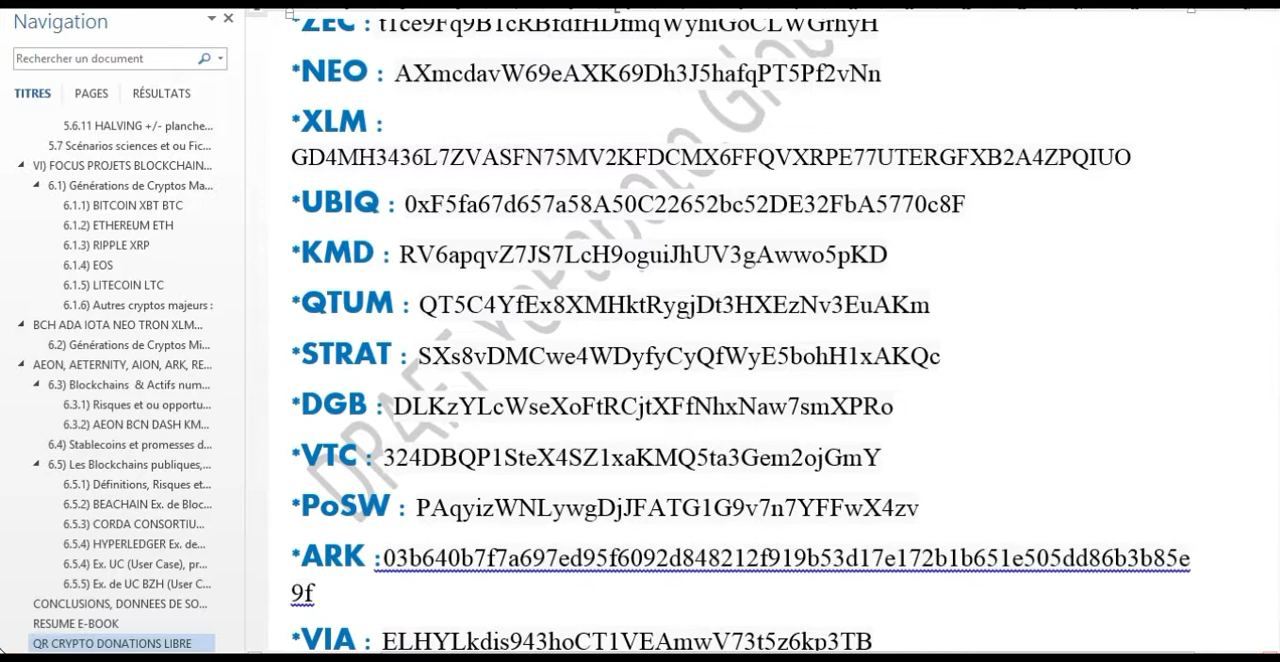 Navigation
Rechercher un document
TITRES PAGES RÉSULTATS
5.6.11 HALVING +/- planche...
5.7 Scénarios sciences et ou Fic...
VI) FOCUS PROJETS BLOCKCHAIN...
6.1) Générations de Cryptos Ma...
6.1.1) BITCOIN XBT BTC
6.1.2) ETHEREUM ETH
6.1.3) RIPPLE XRP
6.1.4) EOS
6.1.5) LITECOIN LTC
6.1.6) Autres cryptos majeurs :
BCH ADA IOTA NEO TRON XLM...
6.2) Générations de Cryptos Mi...
AEON, AETERNITY, AION, ARK, RE...
6.3) Blockchains & Actifs num...
6.3.1) Risques et ou opportu...
6.3.2) AEON BCN DASH KM...
6.4) Stablecoins et promesses d...
6.5) Les Blockchains publiques,...
6.5.1) Définitions, Risques et...
6.5.2) BEACHAIN Ex. de Bloc...
6.5.3) CORDA CONSORTIU...
6.5.4) HYPERLEDGER Ex. de...
6.5.4) Ex. UC (User Case), pr...
6.5.5) Ex. de UC BZH (User C...
CONCLUSIONS, DONNEES DE SO...
RESUME E-BOOK
QR CRYPTO DONATIONS LIBRE
*ZEC :
*NEO : AXmcdavW69eAXK69Dh3J5hafqPT5Pf2vNn
*XLM :
GD4MH3436L7ZVASFN75MV2KFDCMX6FFQVXRPE77UTERGFXB2A4ZPQIUO
*UBIQ : 0xF5fa67d657a58A50C22652bc52DE32FbA5770c8F
*KMD : RV6apqvZ7JS7LcH9oguiJhUV3gAwwo5pKD
*QTUM : QT5C4YfEx8XMHktRygjDt3HXEzNv3EuAKm
*STRAT : SXs8vDMCwe4WDyfyCyQfWyE5bohH1xAKQc
*DGB : DLKzYLcWseXoFtRCjtXFfNhxNaw7smXPRo
*VTC : 324DBQP1SteX4SZ1xaKMQ5ta3Gem2ojGmY
*PoSW : PAqyizWNLywgDjJFATG1G9v7n7YFFwX4zv
*ARK :03b640b7f7a697ed95f6092d848212f919b53d17e172b1b651e505dd86b3b85e
9f
*VIA : ELHYLkdis943hoCT1VEAmwV73t5z6kp3TB